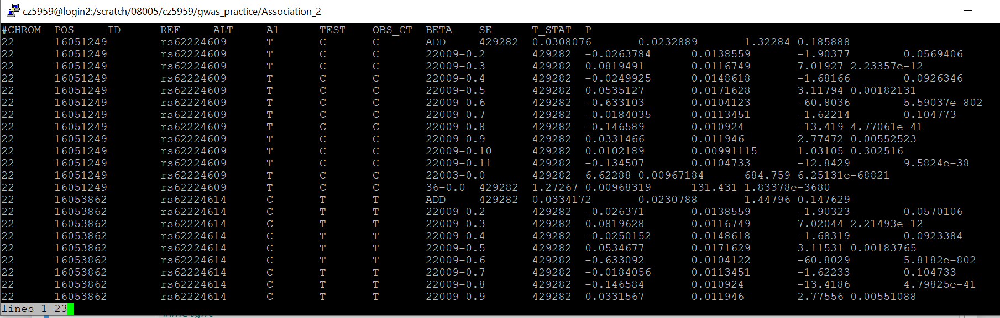 cz5959@login2:/scratch/08005/cz5959/gwas_practice/Association_2
#CHROM POS ID REF ALT A1 TEST OBS_CT BETA SE T_STAT P
22 16051249 rs62224609 T C C ADD 429282 0.0308076 0.0232889 1.32284 0.185888
22 16051249 rs62224609 T C C 22009-0.2 429282 -0.0263784 0.0138559 -1.90377 0.0569406
22 16051249 rs62224609 T C C 22009-0.3 429282 0.0819491 0.0116749 7.01927 2.23357e-12
22 16051249 rs62224609 T C C 22009-0.4 429282 -0.0249925 0.0148618 -1.68166 0.0926346
22 16051249 rs62224609 T C C 22009-0.5 429282 0.0535127 0.0171628 3.11794 0.00182131
22 16051249 rs62224609 T C C 22009-0.6 429282 -0.633103 0.0104123 -60.8036 5.59037e-802
22 16051249 rs62224609 T C C 22009-0.7 429282 -0.0184035 0.0113451 -1.62214 0.104773
22 16051249 rs62224609 T C C 22009-0.8 429282 -0.146589 0.010924 -13.419 4.77061e-41
22 16051249 rs62224609 T C C 22009-0.9 429282 0.0331466 0.011946 2.77472 0.00552523
22 16051249 rs62224609 T C C 22009-0.10 429282 0.0102189 0.00991115 1.03105 0.302516
22 16051249 rs62224609 T C C 22009-0.11 429282 -0.134507 0.0104733 -12.8429 9.5824e-38
22 16051249 rs62224609 T C C 22003-0.0 429282 6.62288 0.00967184 684.759 6.25131e-68821
22 16051249 rs62224609 T C C 36-0.0 429282 1.27267 0.00968319 131.431 1.83378e-3680
22 16053862 rs62224614 C T T ADD 429282 0.0334172 0.0230788 1.44796 0.147629
22 16053862 rs62224614 C T T 22009-0.2 429282 -0.026371 0.0138559 -1.90323 0.0570106
22 16053862 rs62224614 C T T 22009-0.3 429282 0.0819628 0.0116749 7.02044 2.21493e-12
22 16053862 rs62224614 C T T 22009-0.4 429282 -0.0250152 0.0148618 -1.68319 0.0923384
22 16053862 rs62224614 C T T 22009-0.5 429282 0.0534677 0.0171629 3.11531 0.00183765
22 16053862 rs62224614 C T T 22009-0.6 429282 -0.633092 0.0104122 -60.8029 5.8182e-802
22 16053862 rs62224614 C T T 22009-0.7 429282 -0.0184056 0.0113451 -1.62233 0.104733
22 16053862 rs62224614 C T T 22009-0.8 429282 -0.146584 0.010924 -13.4186 4.79825e-41
22 16053862 rs62224614 C T T 22009-0.9 429282 0.0331567 0.011946 2.77556 0.00551088
lines 1-23